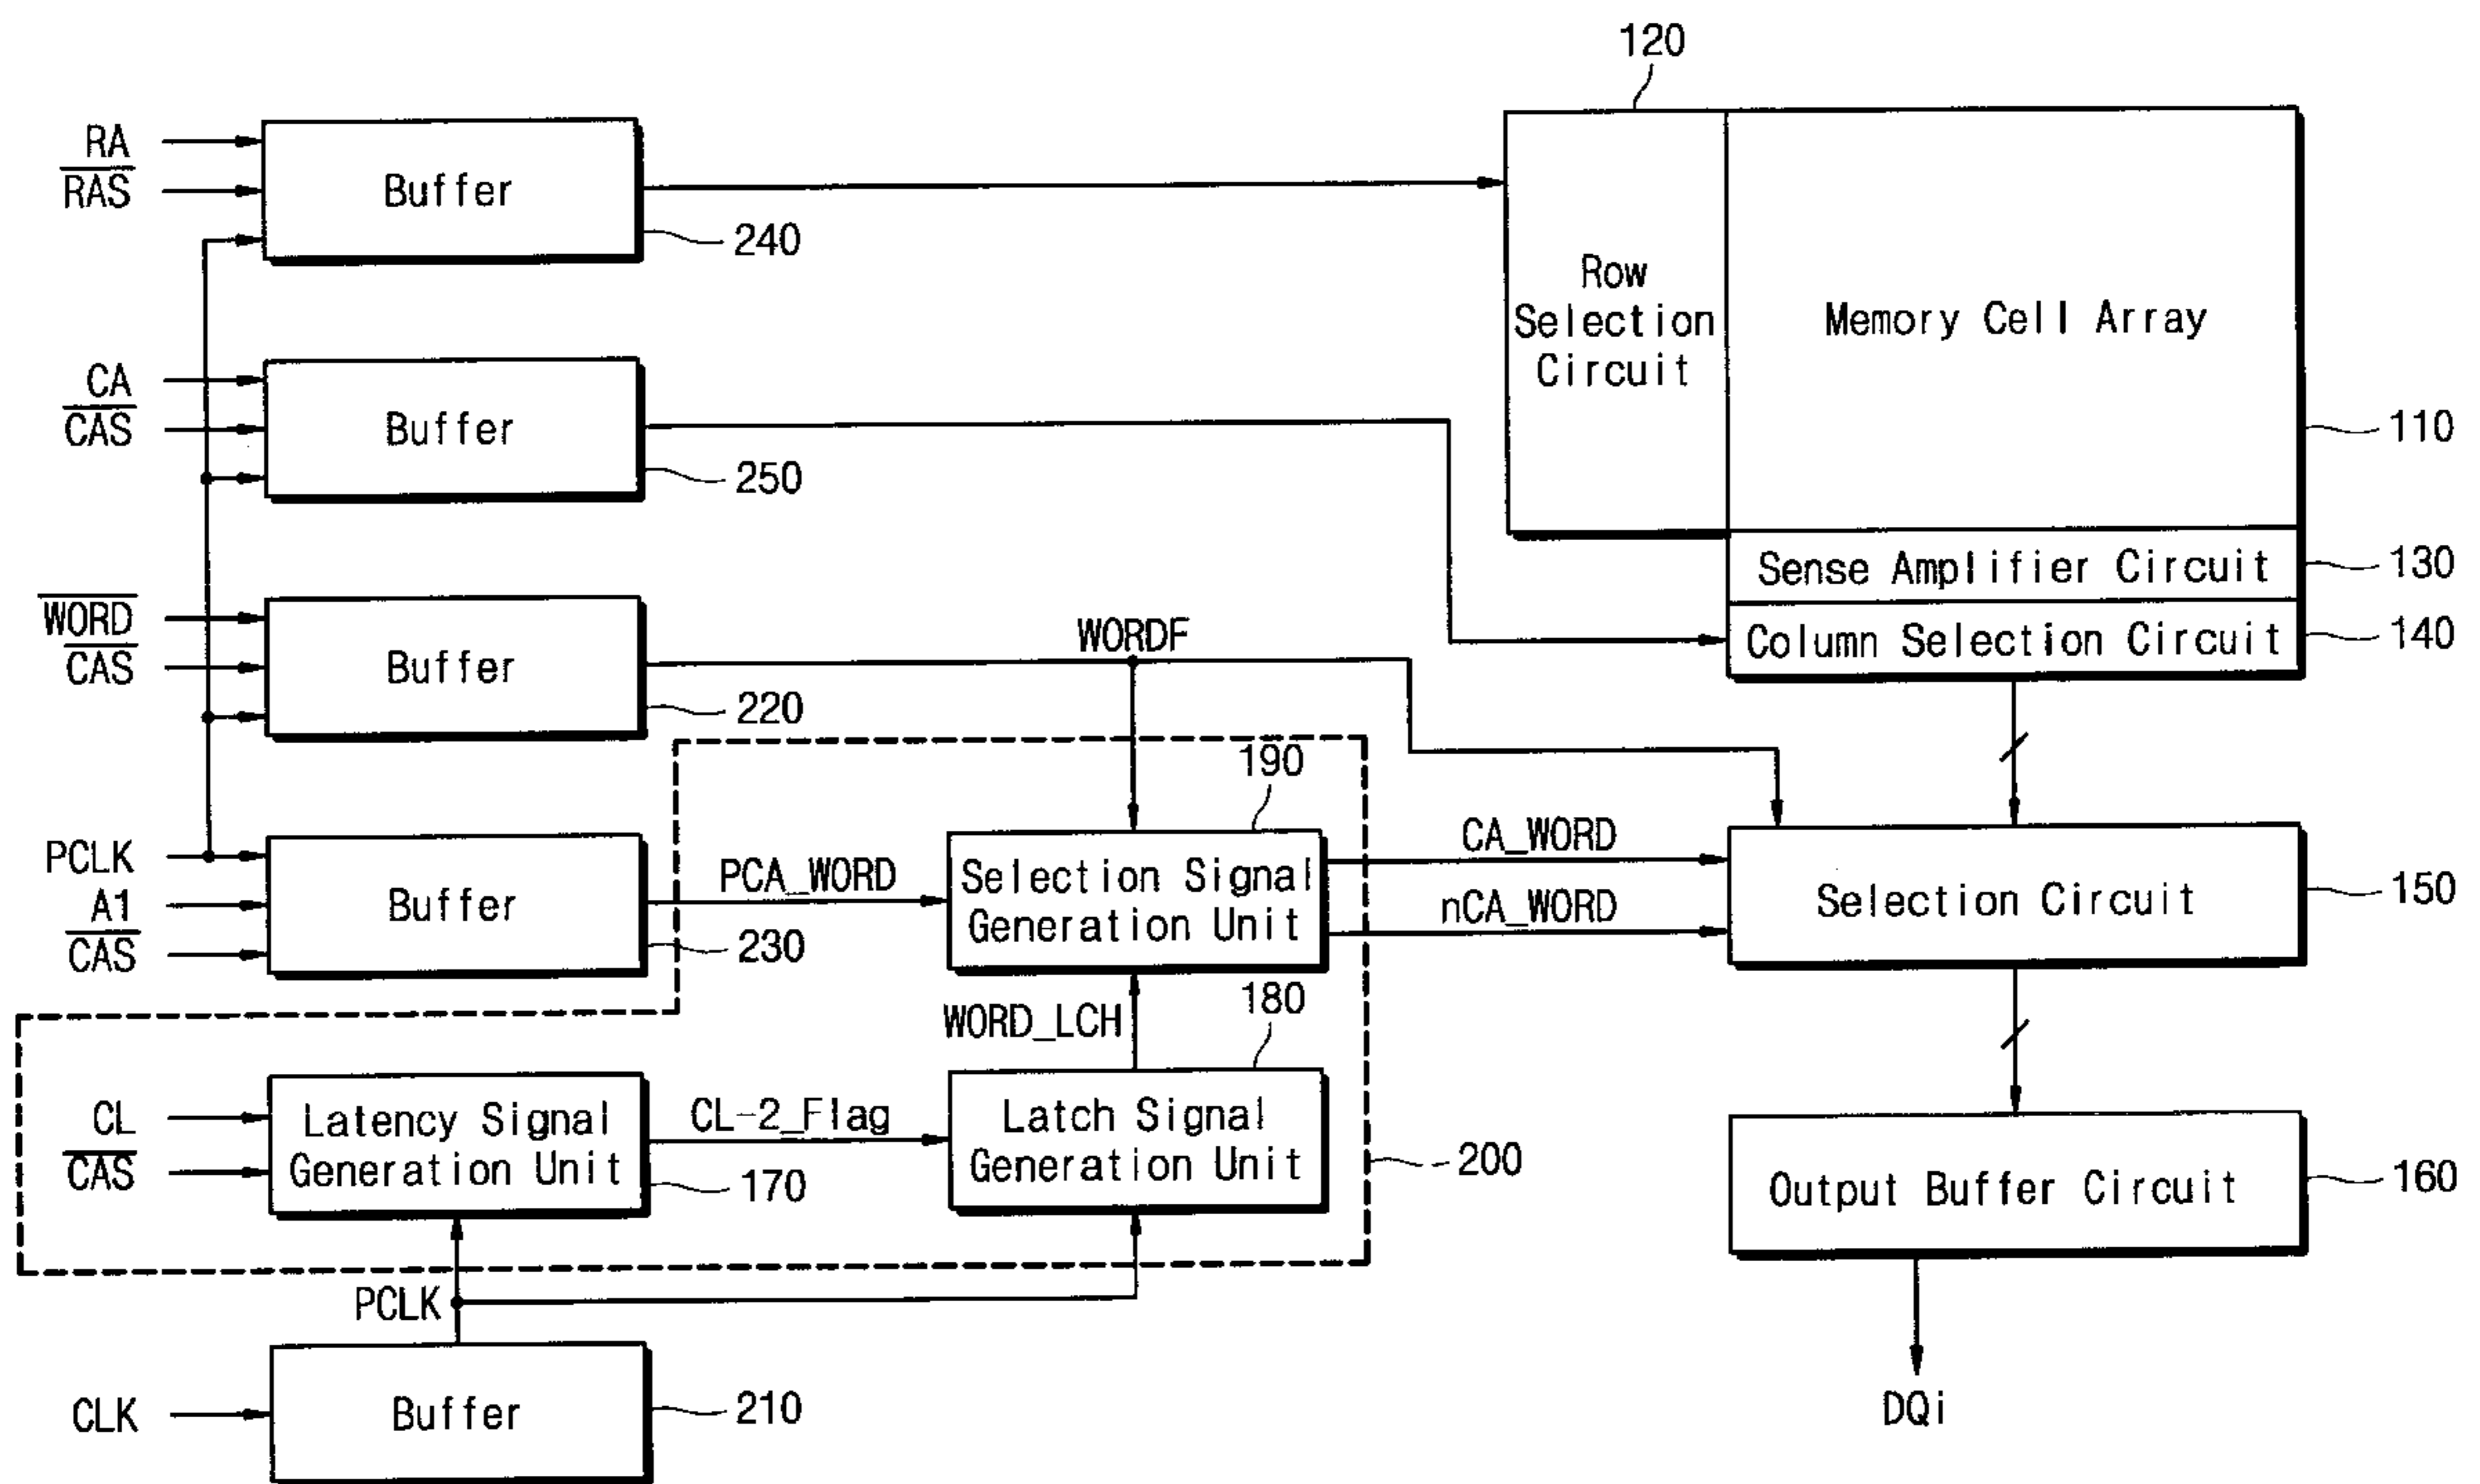 120
RA
RAS
Buffer
240
Row
Selection
Circuit
Memory Cell Array
CA
CAS
Buffer
250
110
Sense Amplifier Circuit
130
Column Selection Circuit
140
WORD
CAS
Buffer
220
WORDF
190
PCLK
A1
CAS
Buffer
230
PCA_WORD
Selection Signal
Generation Unit
CA_WORD
nCA_WORD
Selection Circuit
150
WORD_LCH
180
CL
CAS
Latency Signal
Generation Unit
170
CL-2_Flag
Latch Signal
Generation Unit
200
Output Buffer Circuit
160
PCLK
CLK
Buffer
210
DQi